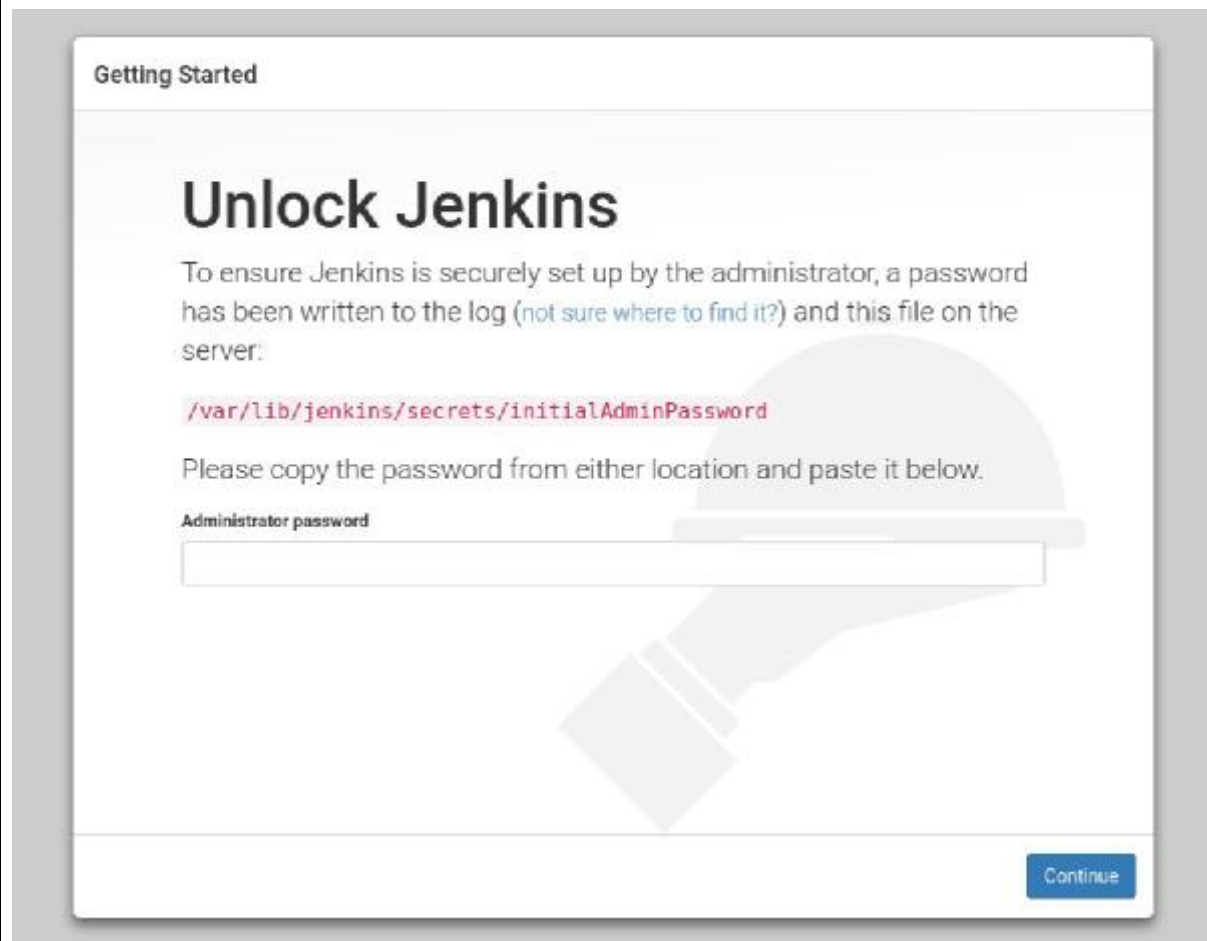 Getting Started
Unlock Jenkins
To ensure Jenkins is securely set up by the administrator, a password
has been written to the log (not sure where to find it?) and this file on the
server:
/var/lib/jenkins/secrets/initialAdminPassword
Please copy the password from either location and paste it below.
Administrator password
Continue